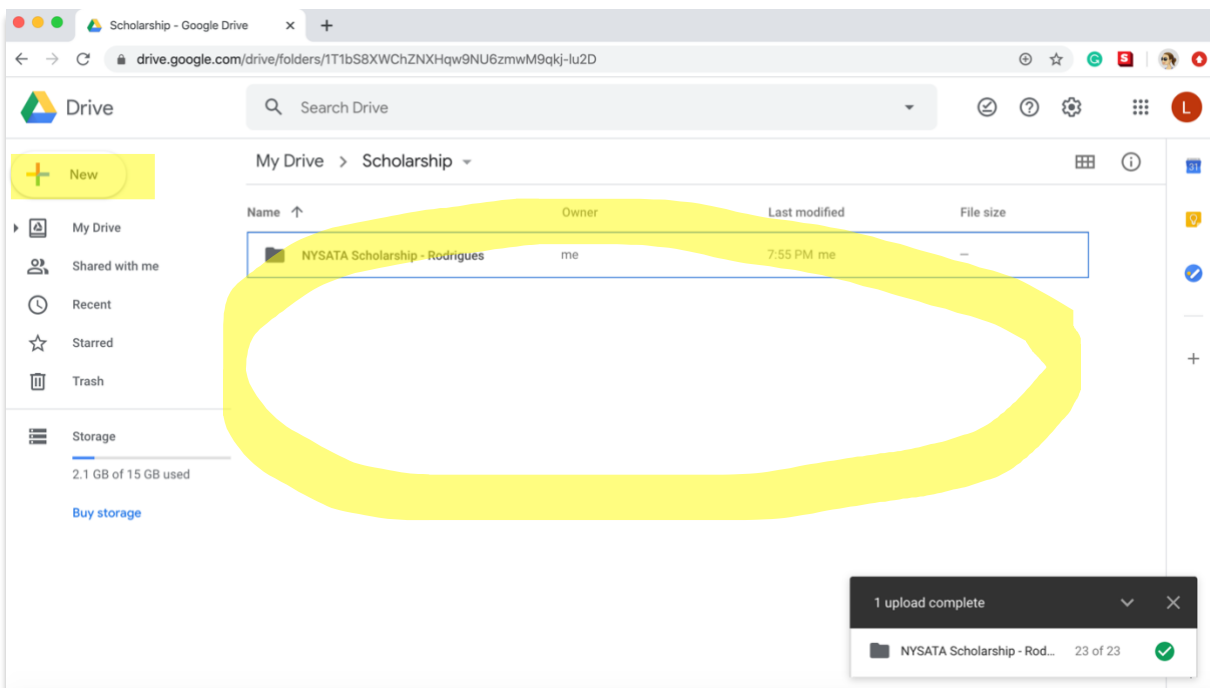 Scholarship - Google Drive
drive.google.com/drive/folders/1T1bS8XWChZNXHqw9NU6zmwM9qkj-lu2D
S
Drive
Search Drive
L
New
My Drive > Scholarship
31
Name Owner Last modified File size
My Drive
NYSATA Scholarship - Rodrigues me 7:55 PM me –
Shared with me
Recent
Starred
Trash
Storage
2.1 GB of 15 GB used
Buy storage
1 upload complete
NYSATA Scholarship - Rod... 23 of 23